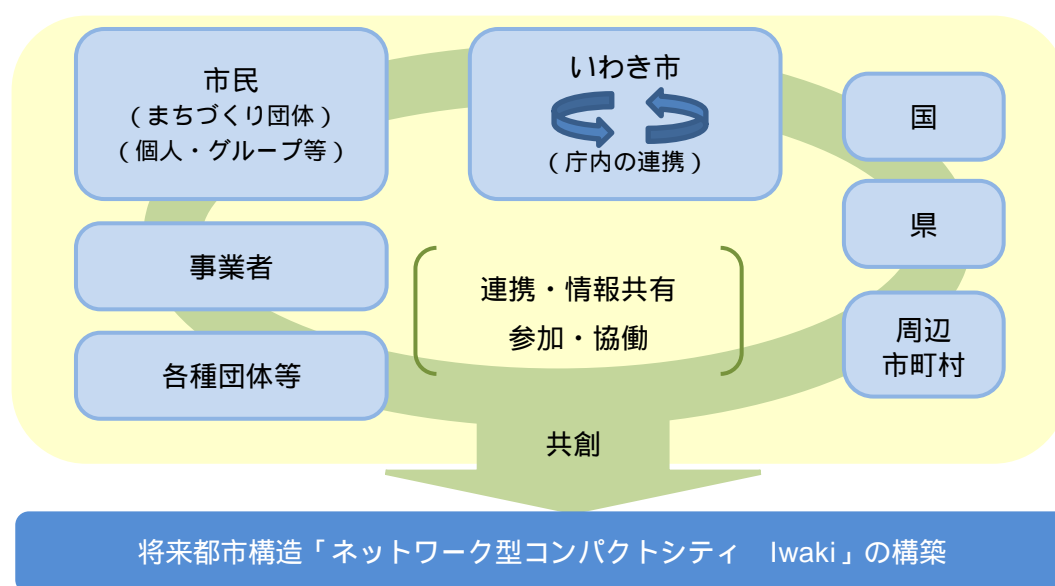 市民
（まちづくり団体）
（個人・グループ等）
いわき市
（庁内の連携）
国
県
周辺
市町村
事業者
各種団体等
連携・情報共有
参加・協働
共創
将来都市構造「ネットワーク型コンパクトシティ　Iwaki」の構築